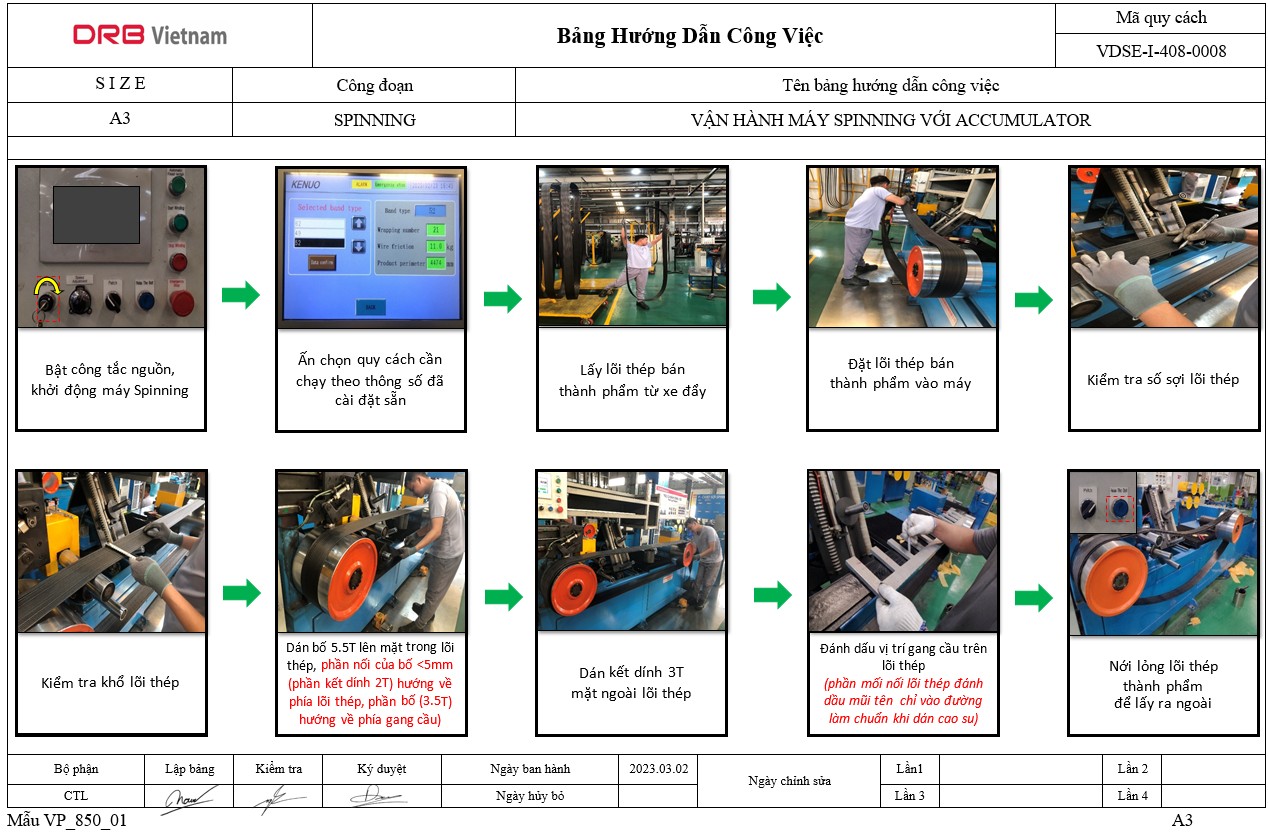 DRB Vietnam
Bảng Hướng Dẫn Công Việc
Mã quy cách
VDSE-I-408-0008
S I Z E
Công đoạn
Tên bảng hướng dẫn công việc
A3
SPINNING
VẬN HÀNH MÁY SPINNING VỚI ACCUMULATOR
KENUO
Selected band type
Band type
52
Wrapping number
21
Wire friction
11.0 kg
Product perimeter
4474 mm
52
Data confirm
Bật công tắc nguồn,
khởi động máy Spinning
Ấn chọn quy cách cần
chạy theo thông số đã
cài đặt sẵn
Lấy lõi thép bán
thành phẩm từ xe đẩy
Đặt lõi thép bán
thành phẩm vào máy
Kiểm tra số sợi lõi thép
Kiểm tra khổ lõi thép
Dán bố 5.5T lên mặt trong lõi
thép, phần nối của bố <5mm
(phần kết dính 2T) hướng về
phía lõi thép, phần bố (3.5T)
hướng về phía gang cầu)
Dán kết dính 3T
mặt ngoài lõi thép
Đánh dấu vị trí gang cầu trên
lõi thép
(phần mối nối lõi thép đánh
dầu mũi tên chỉ vào đường
làm chuẩn khi dán cao su)
Nới lỏng lõi thép
thành phẩm
để lấy ra ngoài
Bộ phận
Lập bảng
Kiểm tra
Ký duyệt
Ngày ban hành
2023.03.02
Ngày chỉnh sửa
Lần1
Lần 2
CTL
Ngày hủy bỏ
Lần 3
Lần 4
Mẫu VP_850_01
A3